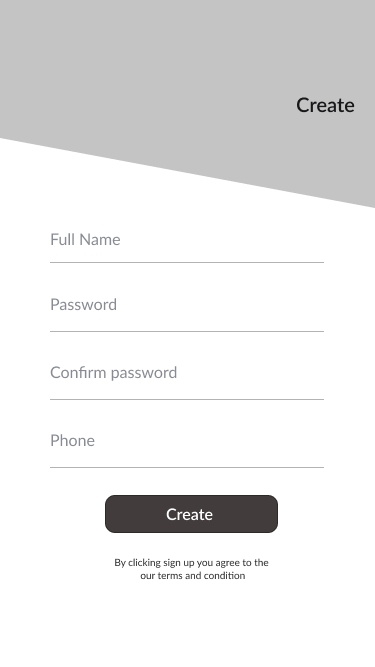 Create
Full Name
Password
Confirm password
Phone
Create
By clicking sign up you agree to the
our terms and condition